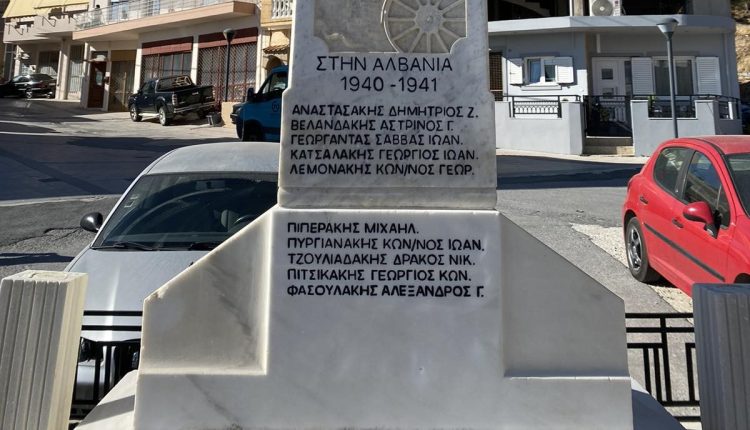 ΣΤΗΝ ΑΛΒΑΝΙΑ
1940 - 1941
ΑΝΑΣΤΑΣΑΚΗΣ ΔΗΜΗΤΡΙΟΣ Ζ.
ΒΕΛΑΝΔΑΚΗΣ ΑΣΤΡΙΝΟΣ Γ.
ΓΕΩΡΓΑΝΤΑΣ ΣΑΒΒΑΣ ΙΩΑΝ.
ΚΑΤΣΑΛΑΚΗΣ ΓΕΩΡΓΙΟΣ ΙΩΑΝ.
ΛΕΜΟΝΑΚΗΣ ΚΩΝ/ΝΟΣ ΓΕΩΡ.
ΠΙΠΕΡΑΚΗΣ ΜΙΧΑΗΛ.
ΠΥΡΓΙΑΝΑΚΗΣ ΚΩΝ/ΝΟΣ ΙΩΑΝ.
ΤΖΟΥΛΙΑΔΑΚΗΣ ΔΡΑΚΟΣ ΝΙΚ.
ΠΙΤΣΙΚΑΚΗΣ ΓΕΩΡΓΙΟΣ ΚΩΝ.
ΦΑΣΟΥΛΑΚΗΣ ΑΛΕΞΑΝΔΡΟΣ Γ.